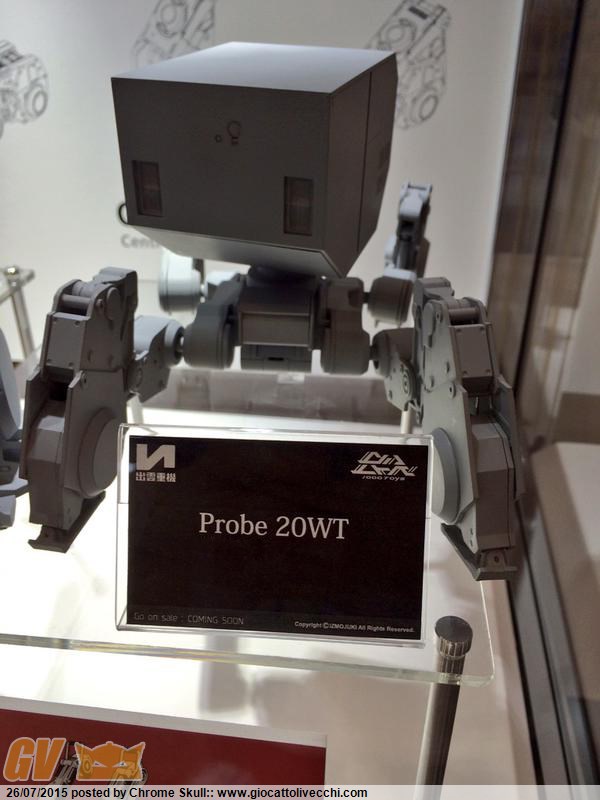 Cent
出雲重機
1000TOYS
Probe 20WT
Go on sale : COMING SOON
Copyright ©IZMOJUKI All Rights Reserved.
GV
26/07/2015 posted by Chrome Skull:: www.giocattolivecchi.com